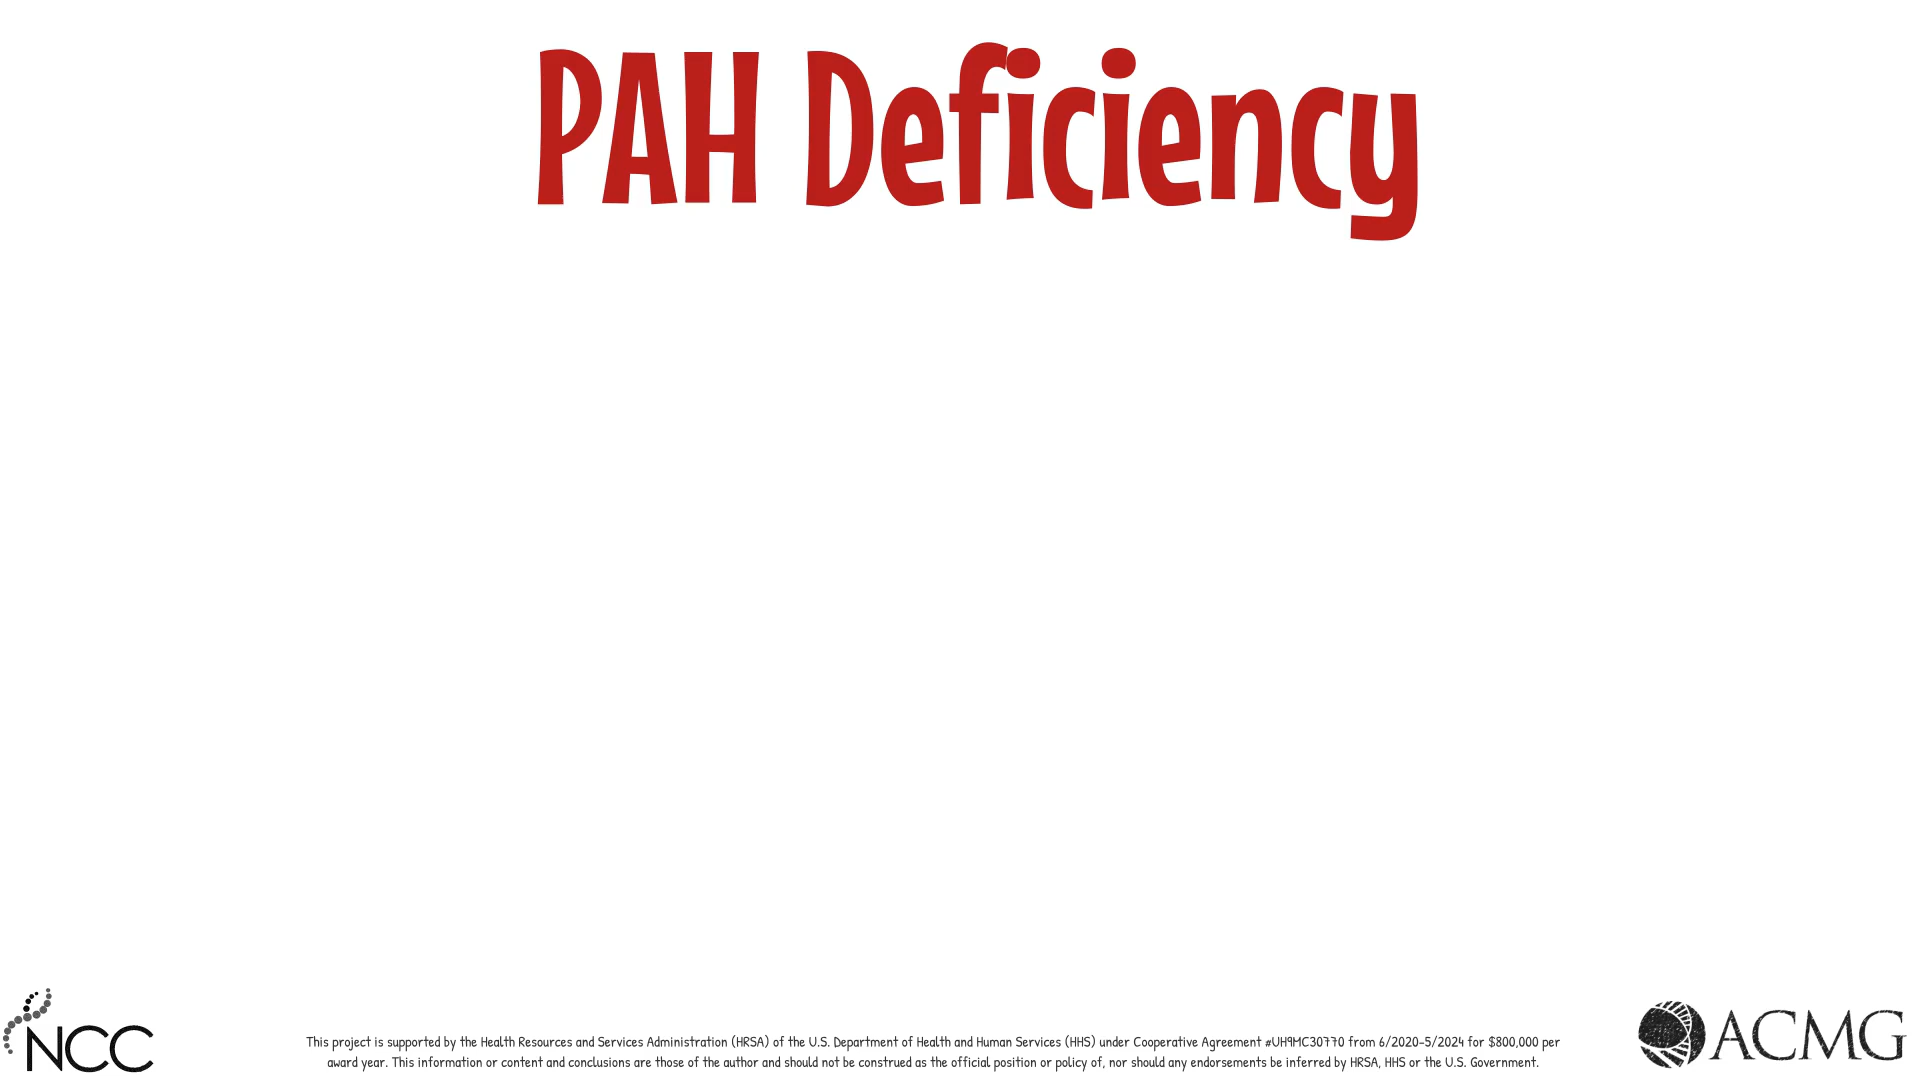 PAH Deficiency
NCC
This project is supported by the Health Resources and Services Administration (HRSA) of the U.S. Department of Health and Human Services (HHS) under Cooperative Agreement #UH9MC30770 from 6/2020-5/2024 for $800,000 per
award year. This information or content and conclusions are those of the author and should not be construed as the official position or policy of, nor should any endorsements be inferred by HRSA, HHS or the U.S. Government.
ACMG